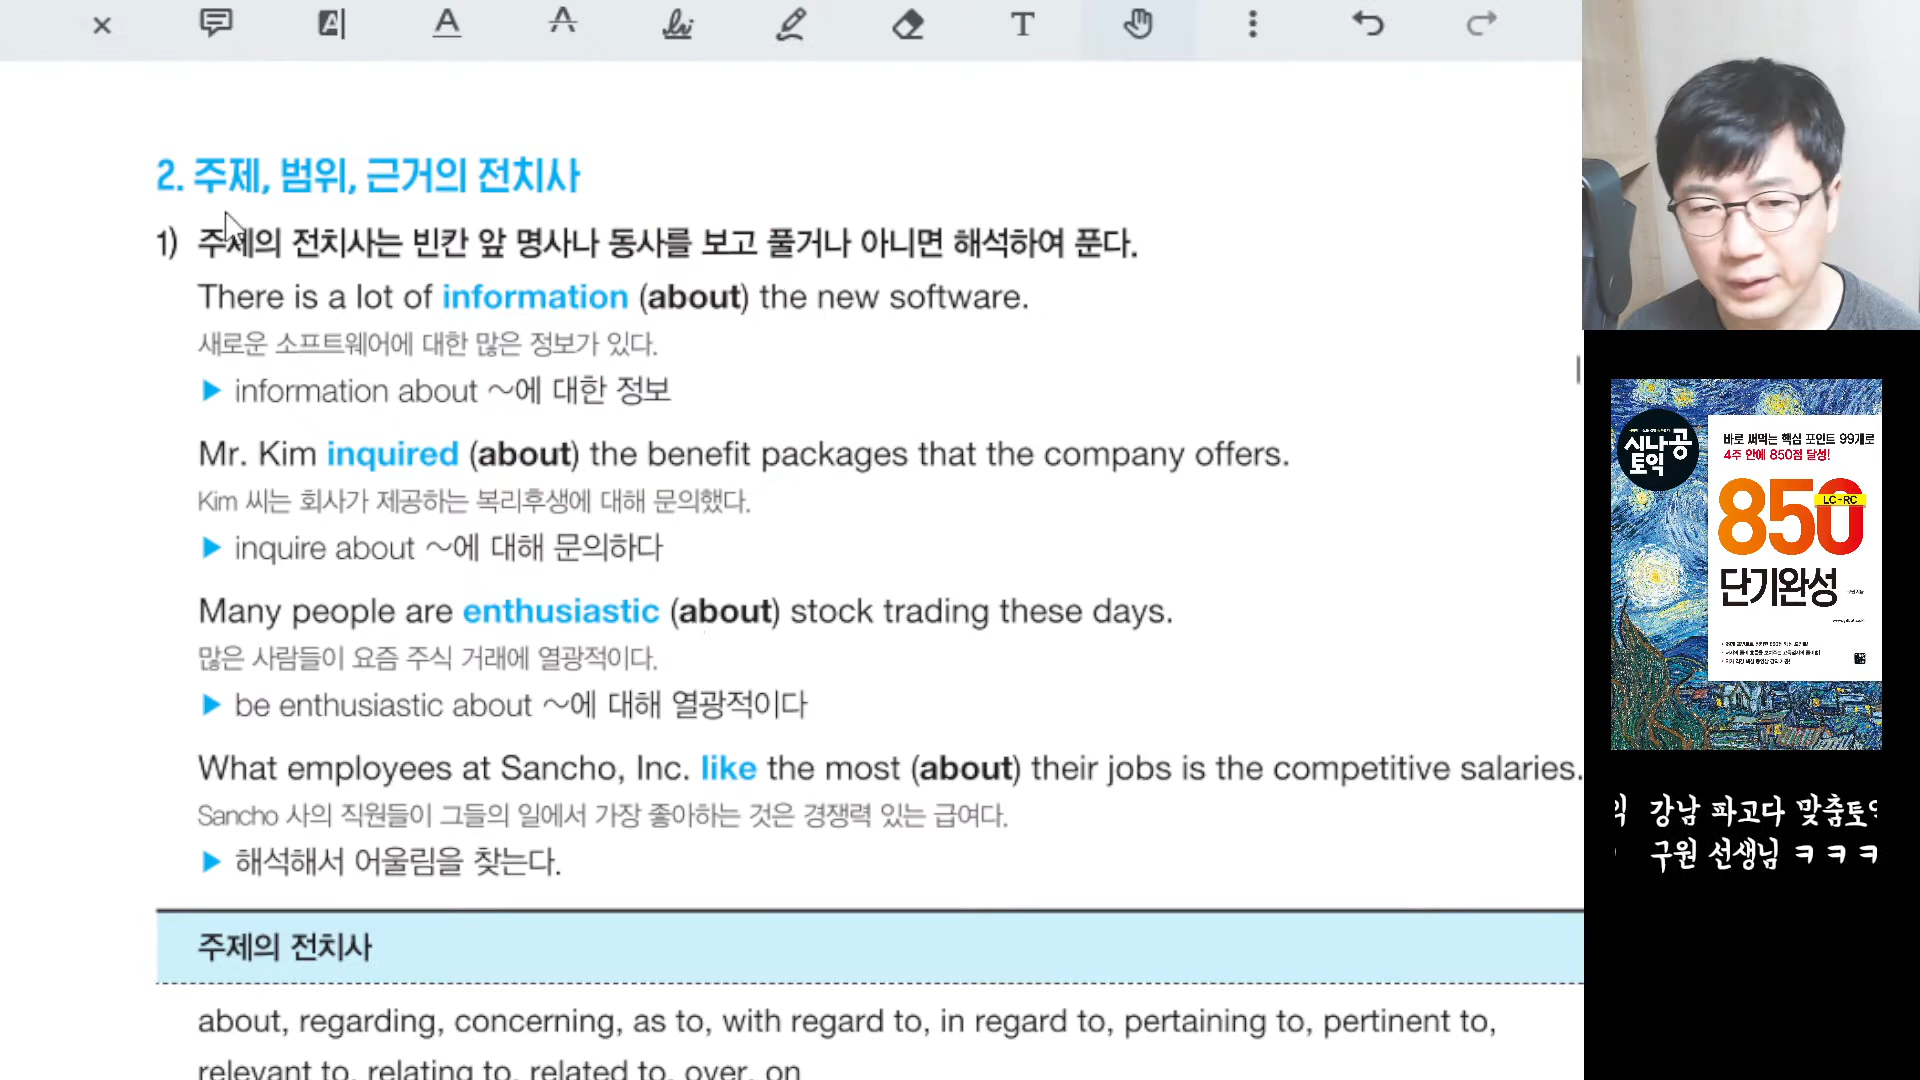 2. 주제, 범위, 근거의 전치사
1) 주제의 전치사는 빈칸 앞 명사나 동사를 보고 풀거나 아니면 해석하여 푼다.
There is a lot of information (about) the new software.
새로운 소프트웨어에 대한 많은 정보가 있다.
▶ information about ~에 대한 정보
Mr. Kim inquired (about) the benefit packages that the company offers.
Kim 씨는 회사가 제공하는 복리후생에 대해 문의했다.
▶ inquire about ~에 대해 문의하다
Many people are enthusiastic (about) stock trading these days.
많은 사람들이 요즘 주식 거래에 열광적이다.
▶ be enthusiastic about ~에 대해 열광적이다
What employees at Sancho, Inc. like the most (about) their jobs is the competitive salaries.
Sancho 사의 직원들이 그들의 일에서 가장 좋아하는 것은 경쟁력 있는 급여다.
▶ 해석해서 어울림을 찾는다.
주제의 전치사
about, regarding, concerning, as to, with regard to, in regard to, pertaining to, pertinent to,
relevant to, relating to, related to, over, on
시나공
토익
바로 써먹는 핵심 포인트 99개로
4주 안에 850점 달성!
850
LC+RC
단기완성
강남 파고다 맞춤토익
구원 선생님 ㅋㅋㅋ